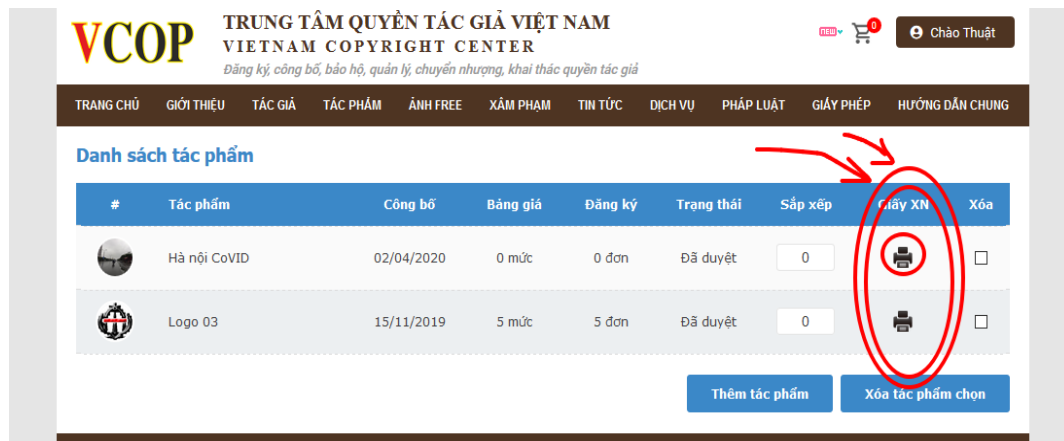 VCOP
TRUNG TÂM QUYỀN TÁC GIẢ VIỆT NAM
VIETNAM COPYRIGHT CENTER
Đăng ký, công bố, bảo hộ, quản lý, chuyển nhượng, khai thác quyền tác giả
NEW
0
Chào Thuật
TRANG CHỦ GIỚI THIỆU TÁC GIẢ TÁC PHẨM ẢNH FREE XÂM PHẠM TIN TỨC DỊCH VỤ PHÁP LUẬT GIẤY PHÉP HƯỚNG DẪN CHUNG
Danh sách tác phẩm
# Tác phẩm Công bố Bảng giá Đăng ký Trạng thái Sắp xếp Giấy XN Xóa
Hà nội CoVID 02/04/2020 0 mức 0 đơn Đã duyệt 0
Logo 03 15/11/2019 5 mức 5 đơn Đã duyệt 0
Thêm tác phẩm Xóa tác phẩm chọn